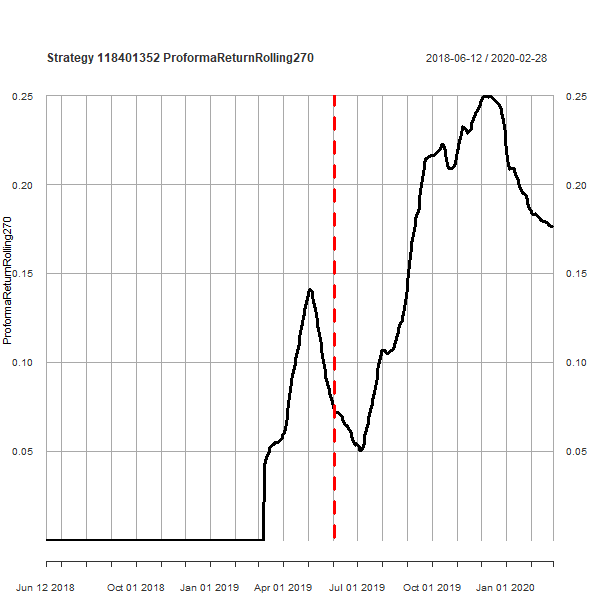 Strategy 118401352 ProformaReturnRolling270
2018-06-12 / 2020-02-28
0.25
0.25
0.20
0.20
0.15
0.15
0.10
0.10
0.05
0.05
ProformaReturnRolling270
Jun 12 2018
Oct 01 2018
Jan 01 2019
Apr 01 2019
Jul 01 2019
Oct 01 2019
Jan 01 2020